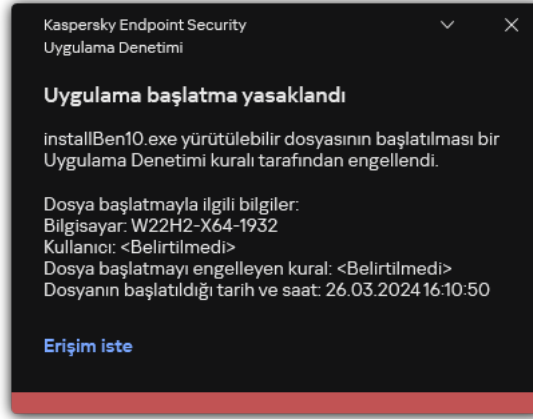 Kaspersky Endpoint Security
Uygulama Denetimi
Uygulama başlatma yasaklandı
installBen10.exe yürütülebilir dosyasının başlatılması bir
Uygulama Denetimi kuralı tarafından engellendi.
Dosya başlatmayla ilgili bilgiler:
Bilgisayar: W22H2-X64-1932
Kullanıcı: <Belirtilmedi>
Dosya başlatmayı engelleyen kural: <Belirtilmedi>
Dosyanın başlatıldığı tarih ve saat: 26.03.2024 16:10:50
Erişim iste